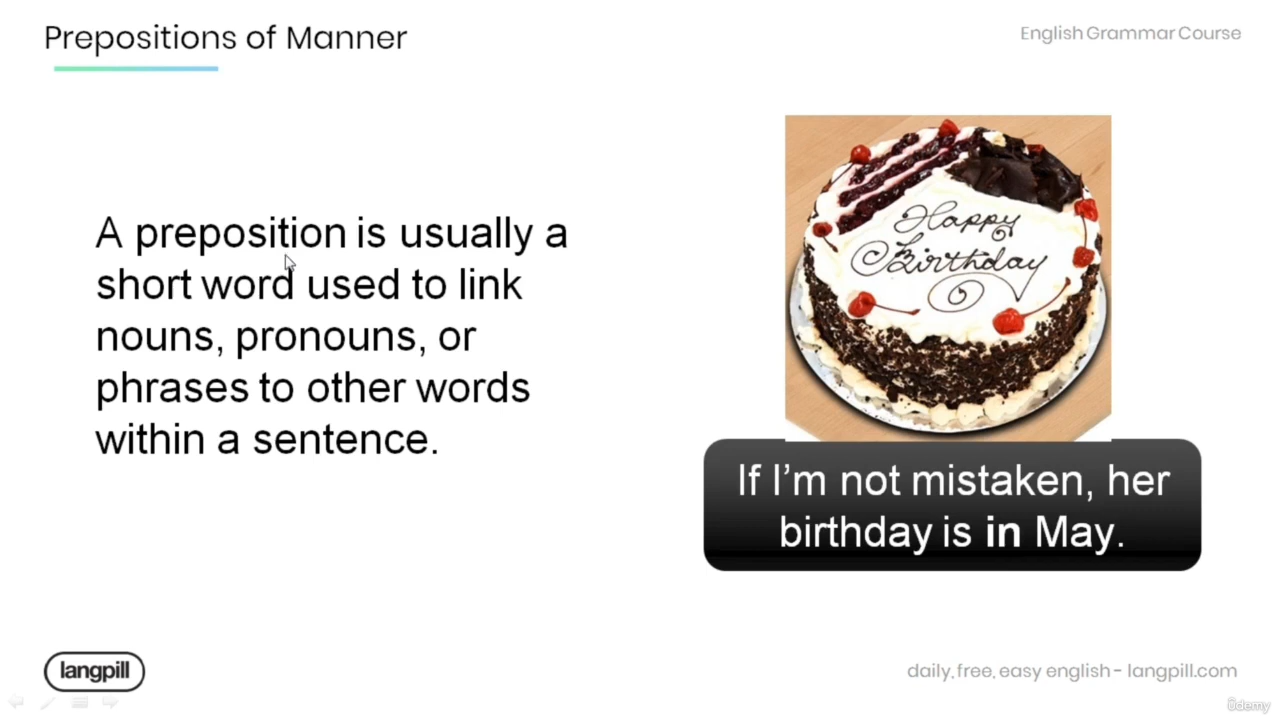 Prepositions of Manner
English Grammar Course
A preposition is usually a
short word used to link
nouns, pronouns, or
phrases to other words
within a sentence.
Happy
Birthday
If I'm not mistaken, her
birthday is in May.
langpill
daily, free, easy english - langpill.com
ûdemy